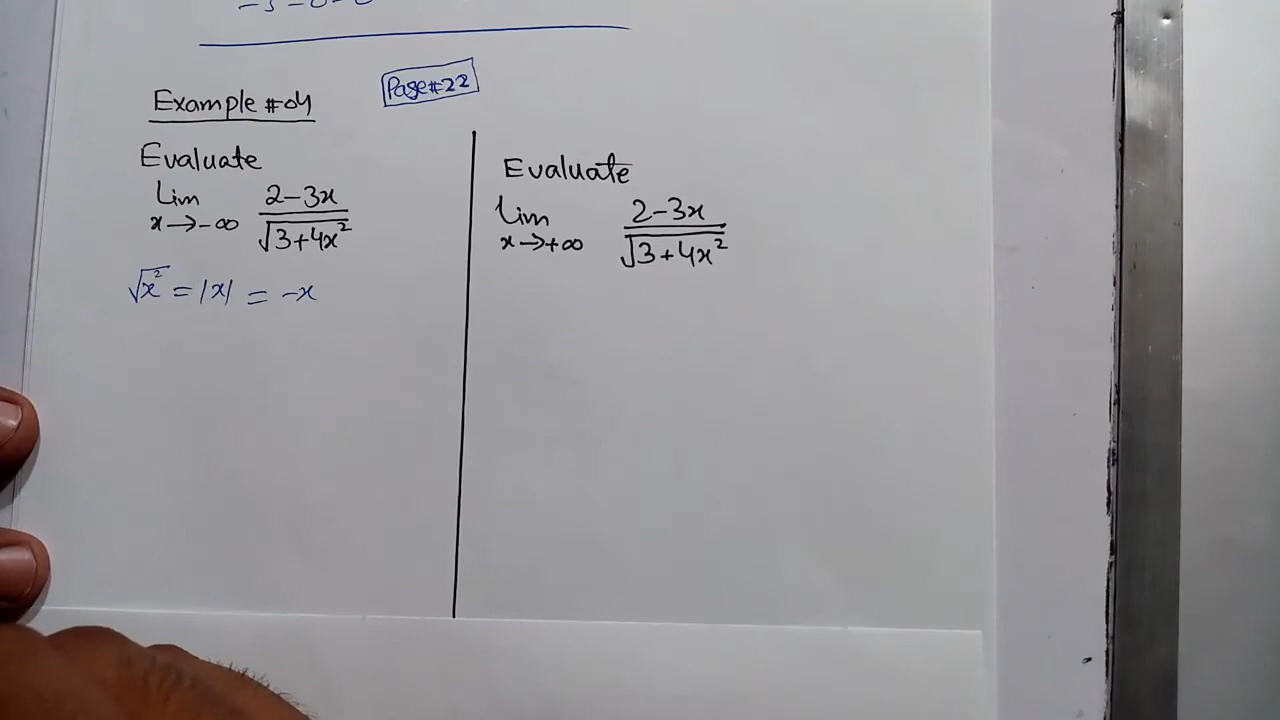 Example #04
Page#22
Evaluate
Lim x→-∞ 2-3x / √3+4x²
√x² = |x| = -x
Evaluate
Lim x→+∞ 2-3x / √3+4x²